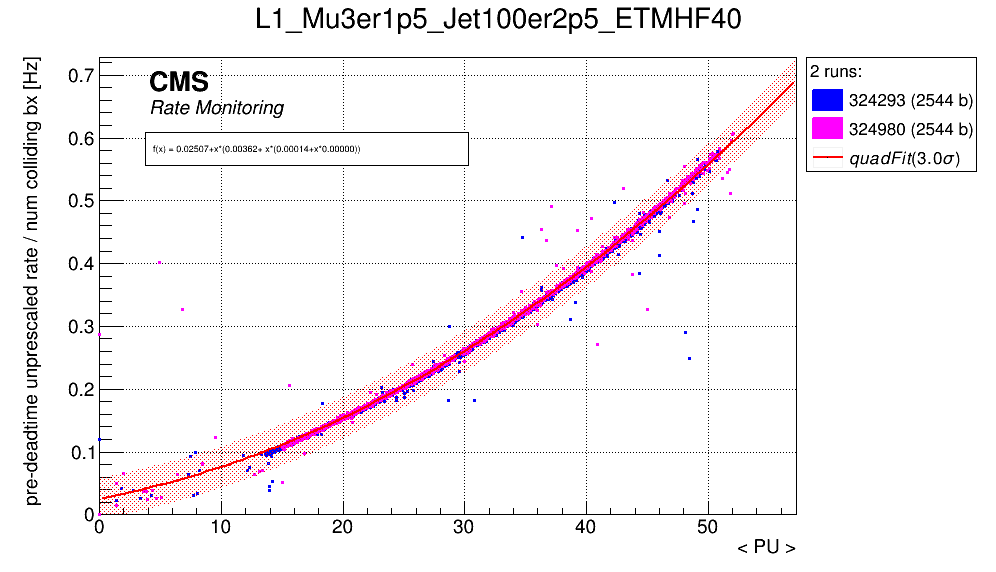 L1_Mu3er1p5_Jet100er2p5_ETMHF40
pre-deadtime unprescaled rate / num colliding bx [Hz]
CMS
Rate Monitoring
f(x) = 0.02507+x*(0.00362+ x*(0.00014+x*0.00000))
2 runs:
324293 (2544 b)
324980 (2544 b)
quadFit(3.0σ)
0.7
0.6
0.5
0.4
0.3
0.2
0.1
0
0 10 20 30 40 50
< PU >